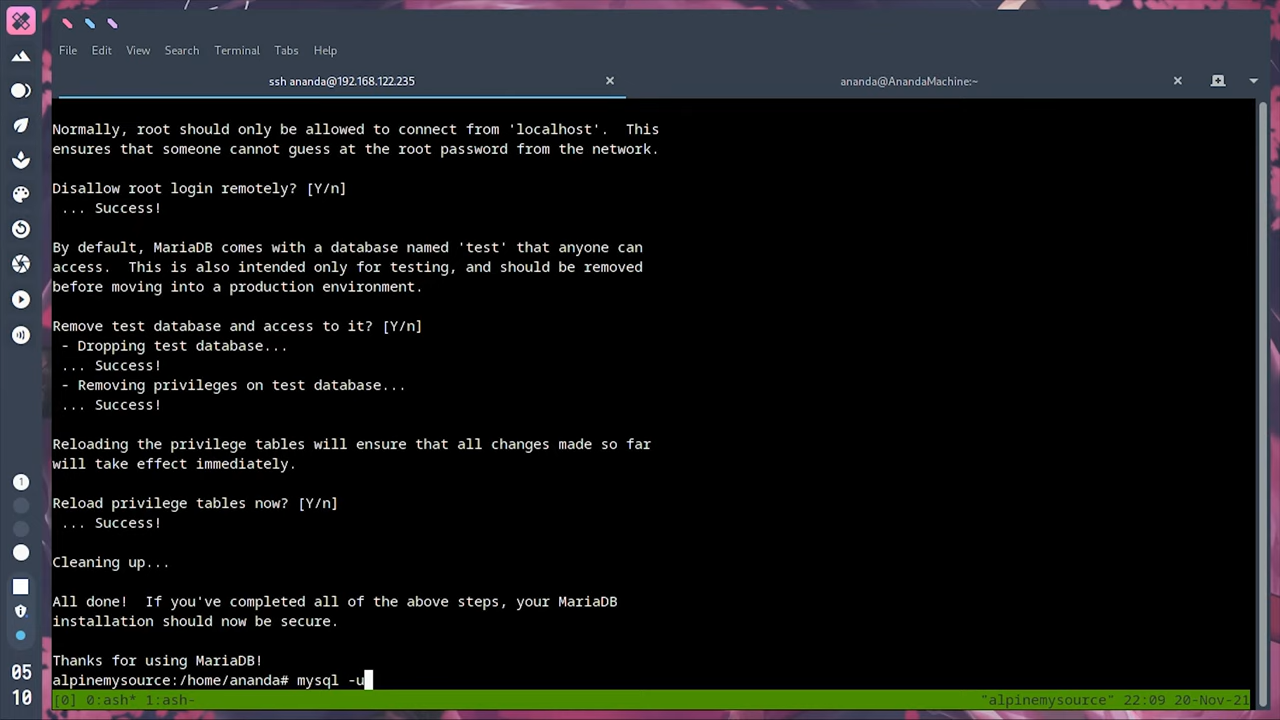 File Edit View Search Terminal Tabs Help
ssh ananda@192.168.122.235
ananda@AnandaMachine:~
Normally, root should only be allowed to connect from 'localhost'.  This
ensures that someone cannot guess at the root password from the network.
Disallow root login remotely? [Y/n]
... Success!
By default, MariaDB comes with a database named 'test' that anyone can
access.  This is also intended only for testing, and should be removed
before moving into a production environment.
Remove test database and access to it? [Y/n]
- Dropping test database...
... Success!
- Removing privileges on test database...
... Success!
Reloading the privilege tables will ensure that all changes made so far
will take effect immediately.
Reload privilege tables now? [Y/n]
... Success!
Cleaning up...
All done!  If you've completed all of the above steps, your MariaDB
installation should now be secure.
Thanks for using MariaDB!
alpinemysource:/home/ananda# mysql -u
[0] 0:ash* 1:ash-
"alpinemysource" 22:09 20-Nov-21
1
05
10